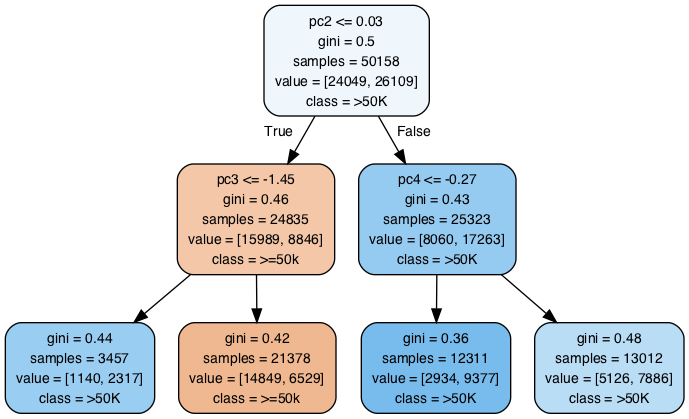 pc2 <= 0.03
gini = 0.5
samples = 50158
value = [24049, 26109]
class = >50K
True
False
pc3 <= -1.45
gini = 0.46
samples = 24835
value = [15989, 8846]
class = >=50k
pc4 <= -0.27
gini = 0.43
samples = 25323
value = [8060, 17263]
class = >50K
gini = 0.44
samples = 3457
value = [1140, 2317]
class = >50K
gini = 0.42
samples = 21378
value = [14849, 6529]
class = >=50k
gini = 0.36
samples = 12311
value = [2934, 9377]
class = >50K
gini = 0.48
samples = 13012
value = [5126, 7886]
class = >50K